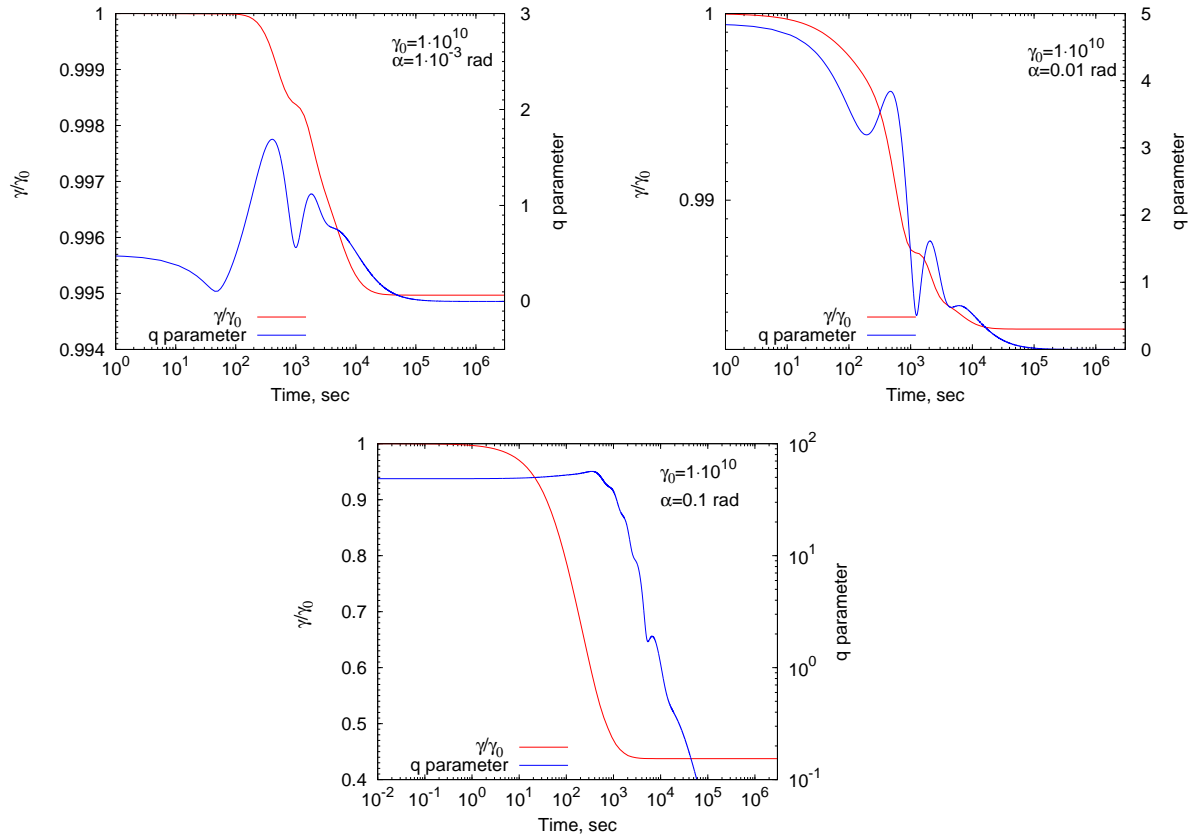 1
0.999
0.998
0.997
0.996
0.995
0.994
γ/γ0
10^0 10^1 10^2 10^3 10^4 10^5 10^6
Time, sec
3
2
1
0
q parameter
γ0=1·10^10
α=1·10^-3 rad
γ/γ0
q parameter
1
0.99
γ/γ0
10^0 10^1 10^2 10^3 10^4 10^5 10^6
Time, sec
5
4
3
2
1
0
q parameter
γ0=1·10^10
α=0.01 rad
γ/γ0
q parameter
1
0.9
0.8
0.7
0.6
0.5
0.4
γ/γ0
10^-2 10^-1 10^0 10^1 10^2 10^3 10^4 10^5 10^6
Time, sec
10^2
10^1
10^0
10^-1
q parameter
γ0=1·10^10
α=0.1 rad
γ/γ0
q parameter